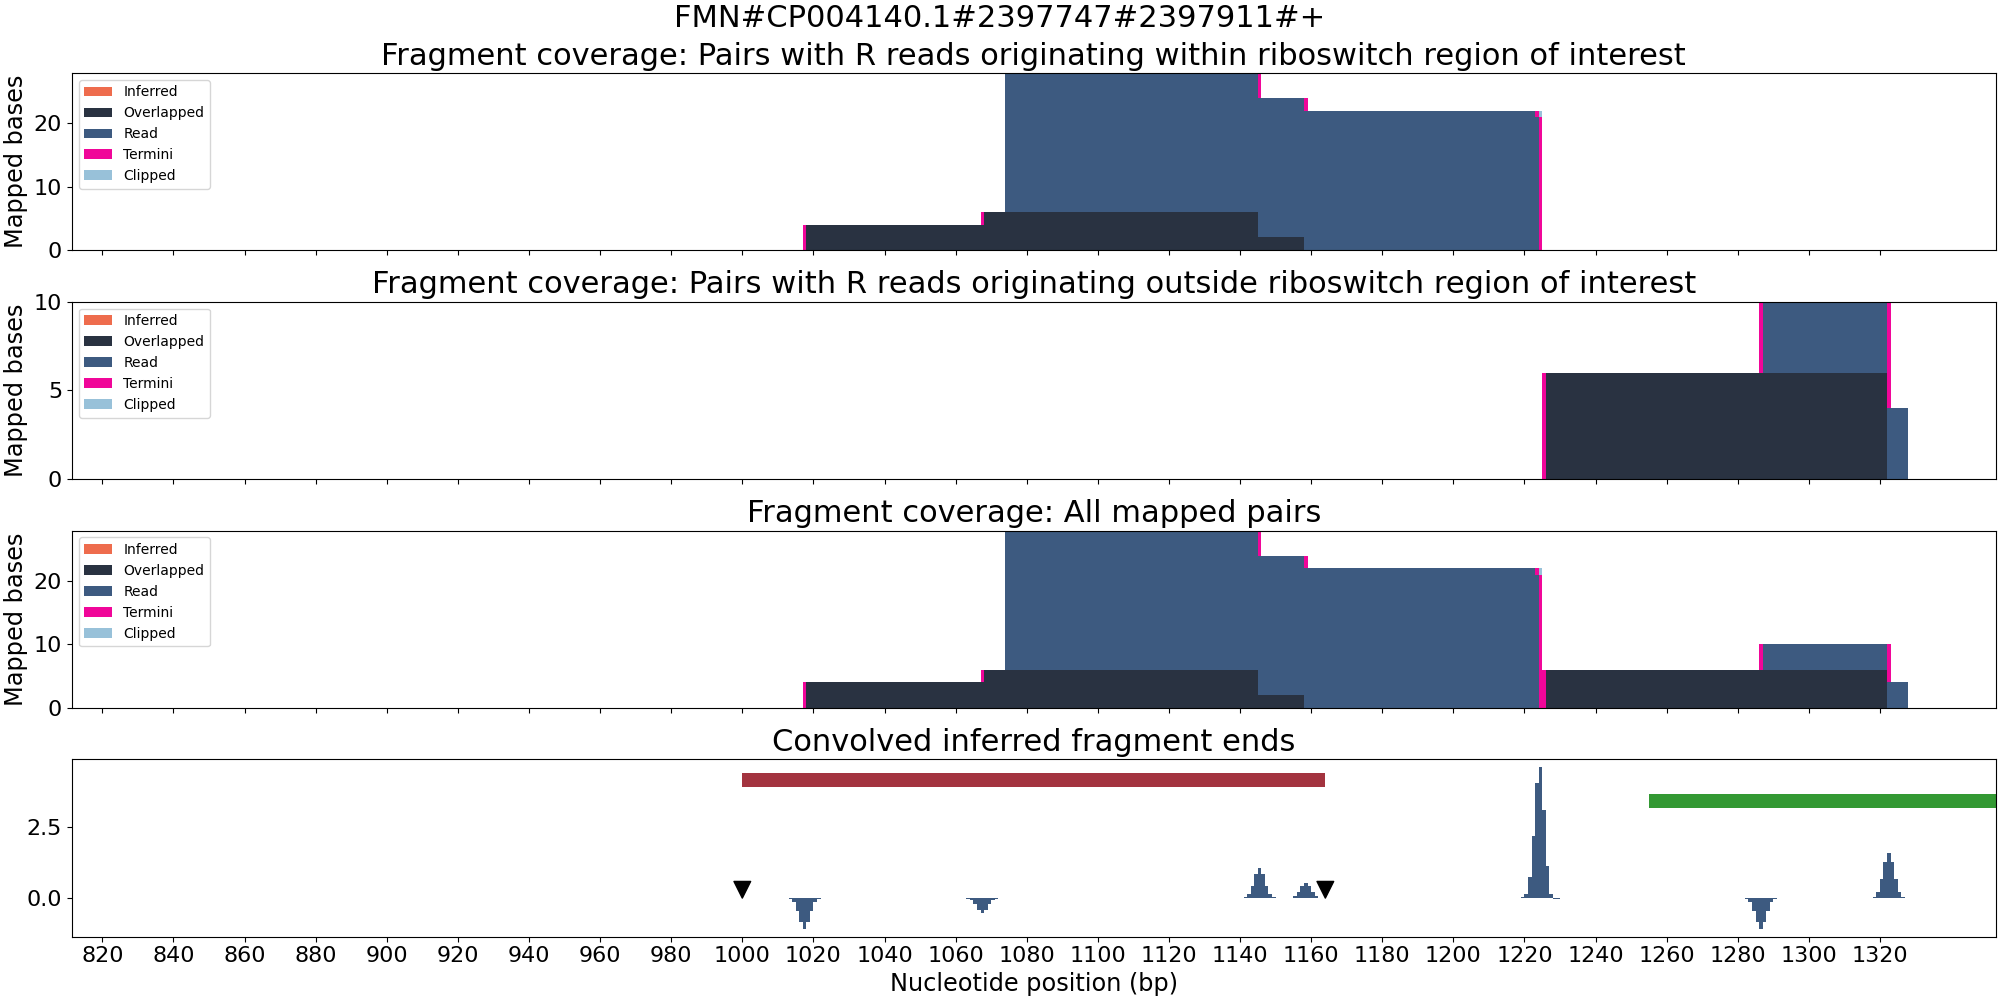 FMN#CP004140.1#2397747#2397911#+
Fragment coverage: Pairs with R reads originating within riboswitch region of interest
Mapped bases
20
10
0
Inferred
Overlapped
Read
Termini
Clipped
Fragment coverage: Pairs with R reads originating outside riboswitch region of interest
Mapped bases
10
5
0
Inferred
Overlapped
Read
Termini
Clipped
Fragment coverage: All mapped pairs
Mapped bases
20
10
0
Inferred
Overlapped
Read
Termini
Clipped
Convolved inferred fragment ends
2.5
0.0
820 840 860 880 900 920 940 960 980 1000 1020 1040 1060 1080 1100 1120 1140 1160 1180 1200 1220 1240 1260 1280 1300 1320
Nucleotide position (bp)